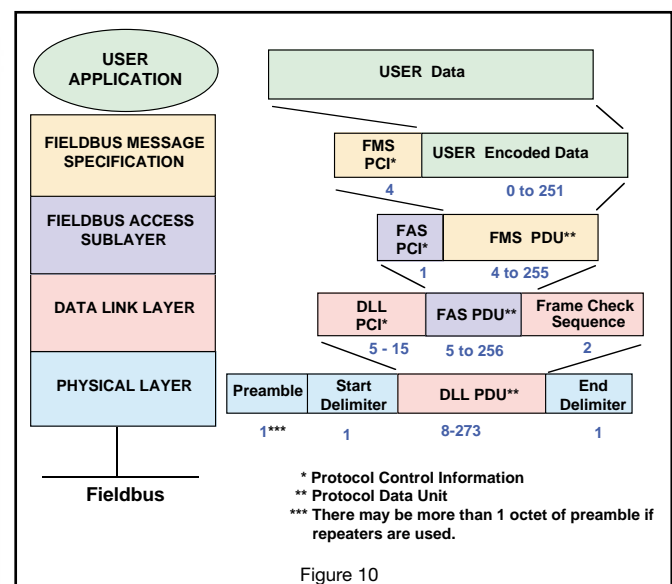 USER
APPLICATION
USER Data
FIELDBUS MESSAGE
SPECIFICATION
FMS
PCI*
USER Encoded Data
4
0 to 251
FIELDBUS ACCESS
SUBLAYER
FAS
PCI*
FMS PDU**
1
4 to 255
DATA LINK LAYER
DLL
PCI*
FAS PDU**
Frame Check
Sequence
5 - 15
5 to 256
2
PHYSICAL LAYER
Preamble
Start
Delimiter
DLL PDU**
End
Delimiter
1***
1
8-273
1
Fieldbus
* Protocol Control Information
** Protocol Data Unit
*** There may be more than 1 octet of preamble if
repeaters are used.
Figure 10